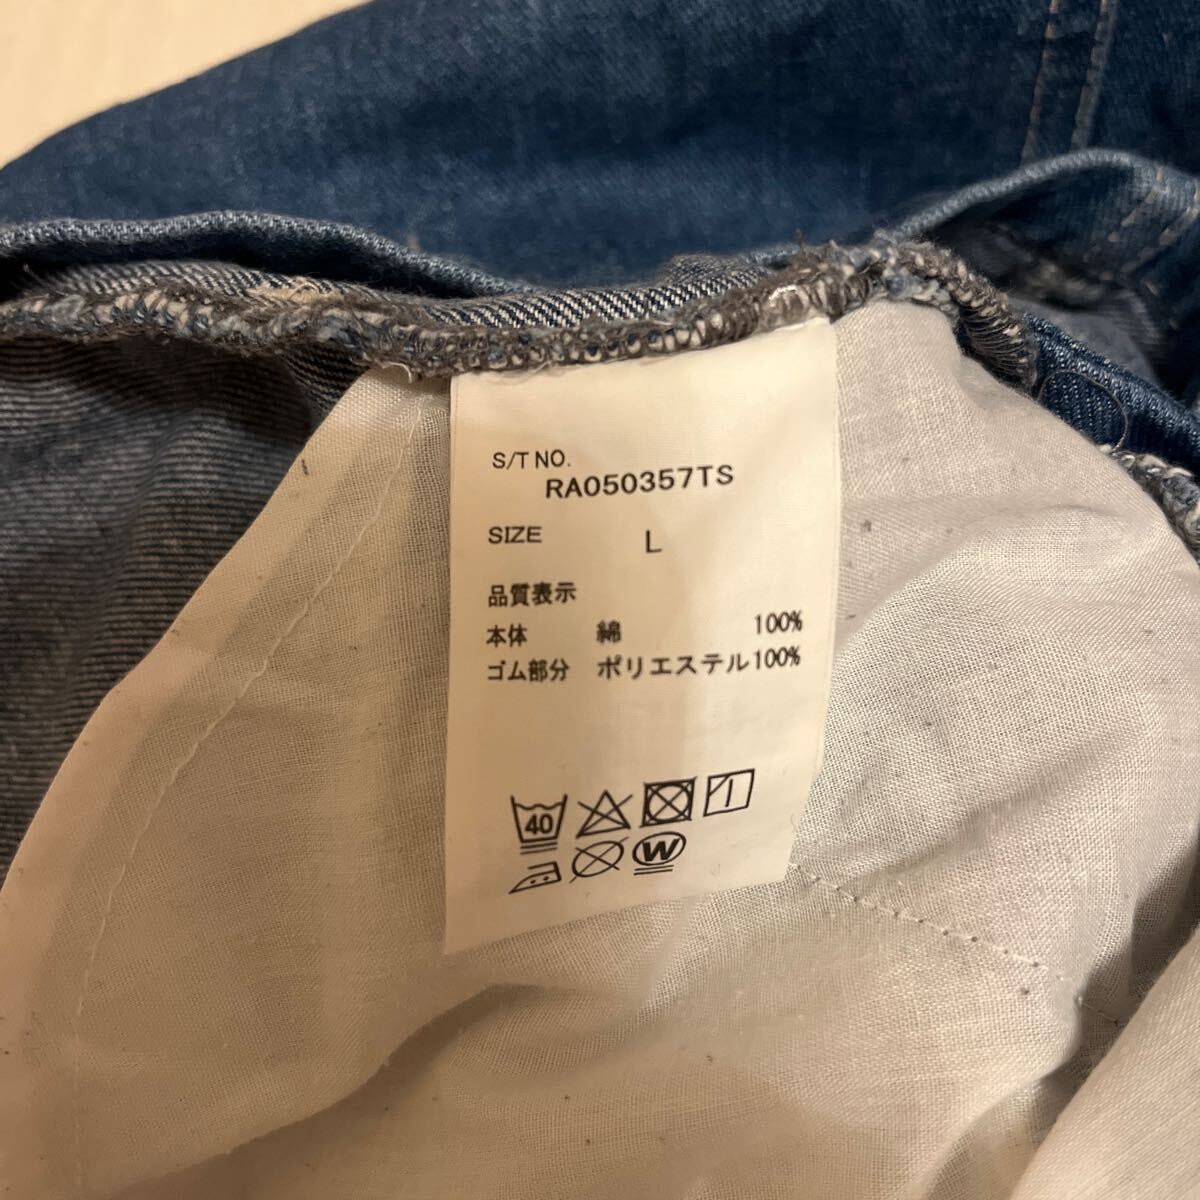 S/T NO.
RA050357TS
SIZE L
品質表示
本体 綿 100%
ゴム部分 ポリエステル100%
40
W